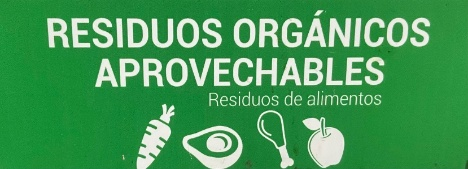 RESIDUOS ORGÁNICOS
APROVECHABLES
Residuos de alimentos